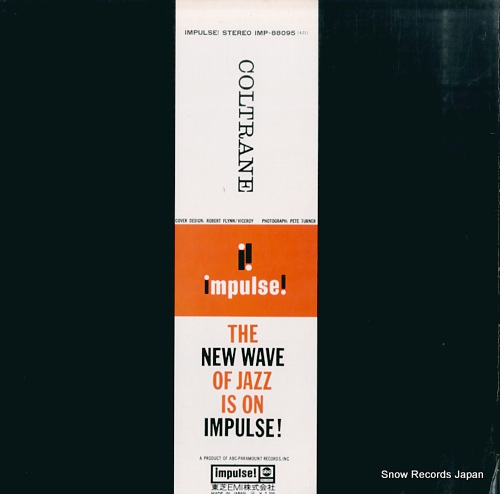 IMPULSE! STEREO IMP-88095
COLTRANE
COVER DESIGN: ROBERT FLYNN/VICEROY PHOTOGRAPH: PETE TURNER
impulse!
THE
NEW WAVE
OF JAZZ
IS ON
IMPULSE!
A PRODUCT OF ABC-PARAMOUNT RECORDS, INC
impulse! abc
東芝EMI株式会社
MADE IN JAPAN
Snow Records Japan